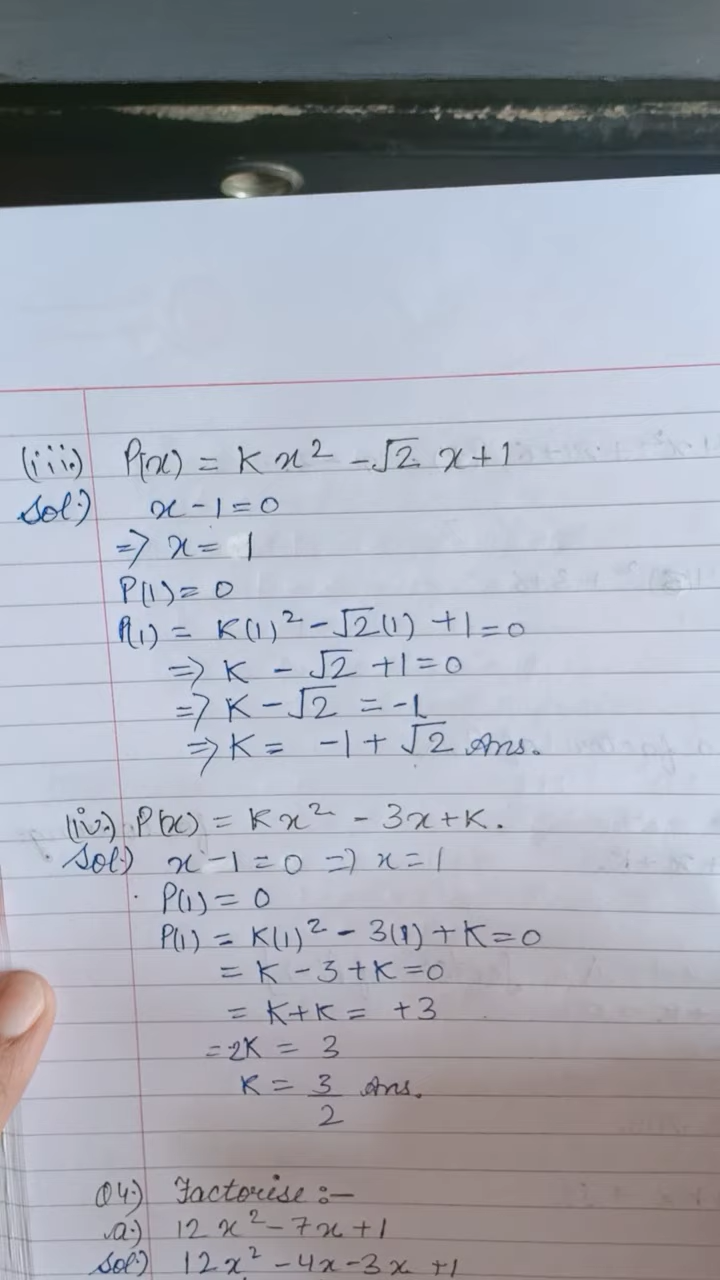 (iii.) P(x) = Kx² - √2 x + 1
Sol:) x - 1 = 0
⇒ x = 1
P(1) = 0
P(1) = K(1)² - √2(1) + 1 = 0
⇒ K - √2 + 1 = 0
⇒ K - √2 = -1
⇒ K = -1 + √2 Ans.
(iv.) P(x) = Kx² - 3x + K.
Sol:) x - 1 = 0 ⇒ x = 1
P(1) = 0
P(1) = K(1)² - 3(1) + K = 0
= K - 3 + K = 0
= K + K = +3
= 2K = 3
K = 3/2 Ans.
Q4:) Factorise :-
a:) 12x² - 7x + 1
Sol:) 12x² - 4x - 3x + 1